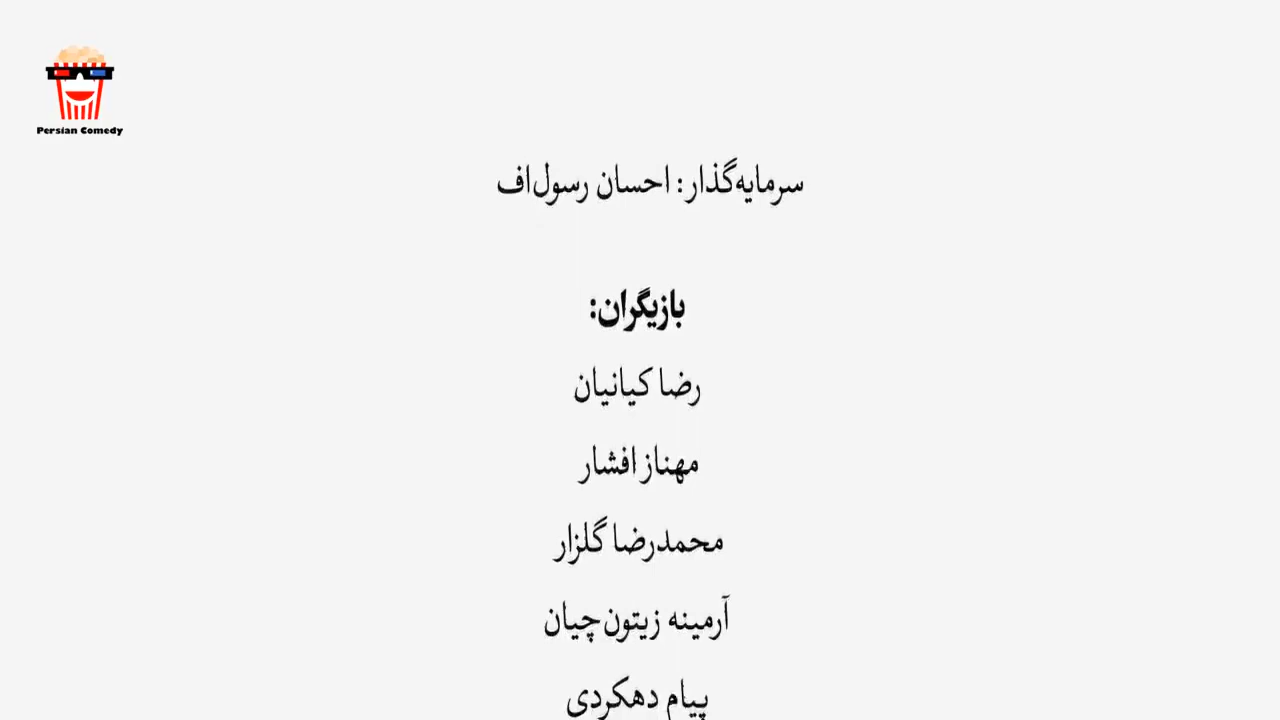 Persian Comedy
سرمایه‌گذار: احسان رسول‌اف
بازیگران:
رضا کیانیان
مهناز افشار
محمدرضا گلزار
آرمینه زیتون‌چیان
پیام دهکردی